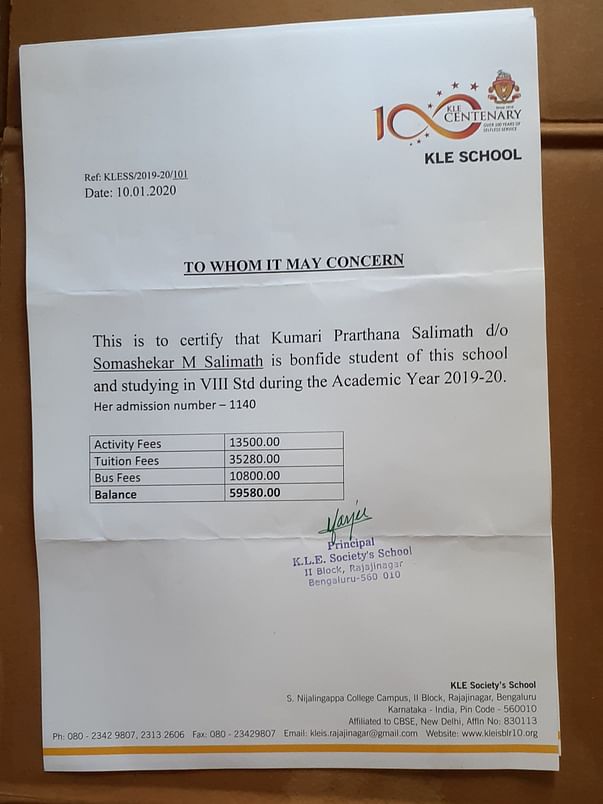 100 KLE
CENTENARY
OVER 100 YEARS OF
SELFLESS SERVICE
KLE SCHOOL
Ref: KLESS/2019-20/101
Date: 10.01.2020
TO WHOM IT MAY CONCERN
This is to certify that Kumari Prarthana Salimath d/o
Somashekar M Salimath is bonfide student of this school
and studying in VIII Std during the Academic Year 2019-20.
Her admission number – 1140
Activity Fees 13500.00
Tuition Fees 35280.00
Bus Fees 10800.00
Balance 59580.00
Principal
K.L.E. Society's School
II Block, Rajajinagar
Bengaluru-560 010
KLE Society's School
S. Nijalingappa College Campus, II Block, Rajajinagar, Bengaluru
Karnataka - India, Pin Code - 560010
Affiliated to CBSE, New Delhi, Affln No: 830113
Ph: 080 - 2342 9807, 2313 2606 Fax: 080 - 23429807 Email: kleis.rajajinagar@gmail.com Website: www.kleisblr10.org